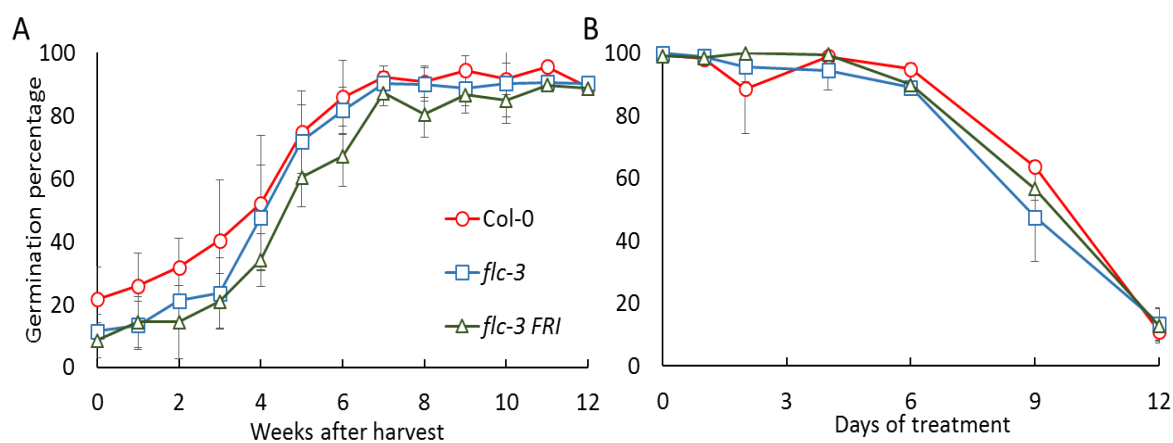 A
B
Germination percentage
100
80
60
40
20
0
Col-0
flc-3
flc-3 FRI
0 2 4 6 8 10 12
Weeks after harvest
100
80
60
40
20
0
0 3 6 9 12
Days of treatment